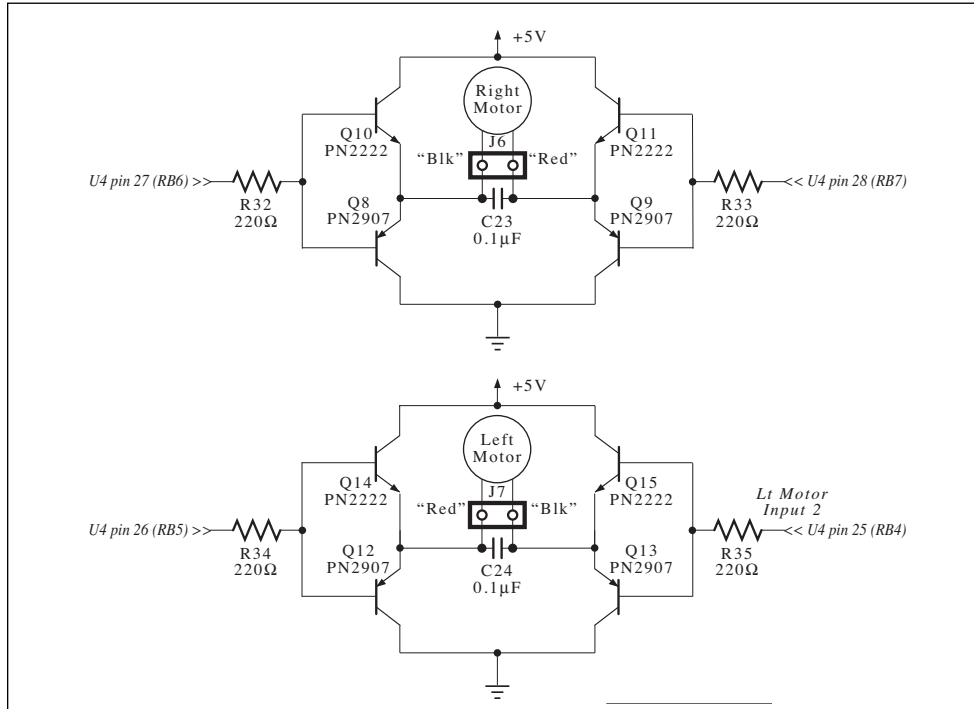 +5V
Right
Motor
Q10
PN2222
J6
"Blk"
"Red"
Q11
PN2222
U4 pin 27 (RB6) >>
R32
220Ω
Q8
PN2907
C23
0.1µF
Q9
PN2907
R33
220Ω
<< U4 pin 28 (RB7)
+5V
Left
Motor
Q14
PN2222
J7
"Red"
"Blk"
Q15
PN2222
Lt Motor
Input 2
U4 pin 26 (RB5) >>
R34
220Ω
Q12
PN2907
C24
0.1µF
Q13
PN2907
R35
220Ω
<< U4 pin 25 (RB4)